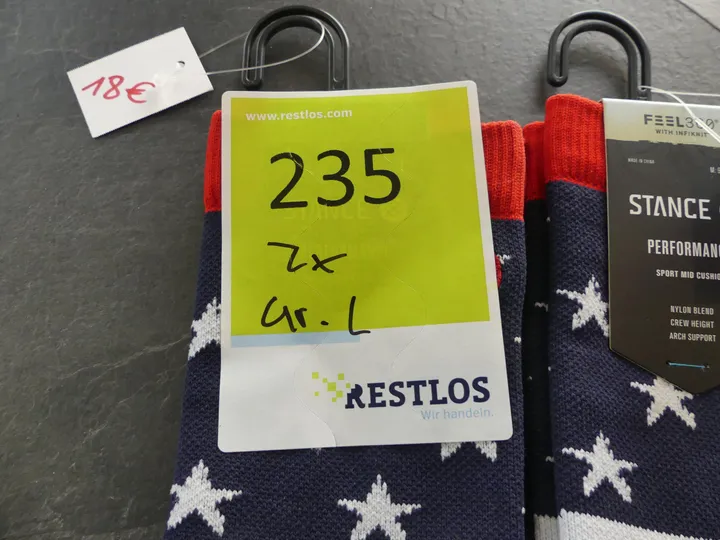 18€
www.restlos.com
235
2x
Gr. L
RESTLOS
Wir handeln.
FEEL360°
WITH INFIKNIT
MADE IN CHINA
STANCE
PERFORMAN
SPORT MID CUSHIO
NYLON BLEND
CREW HEIGHT
ARCH SUPPORT